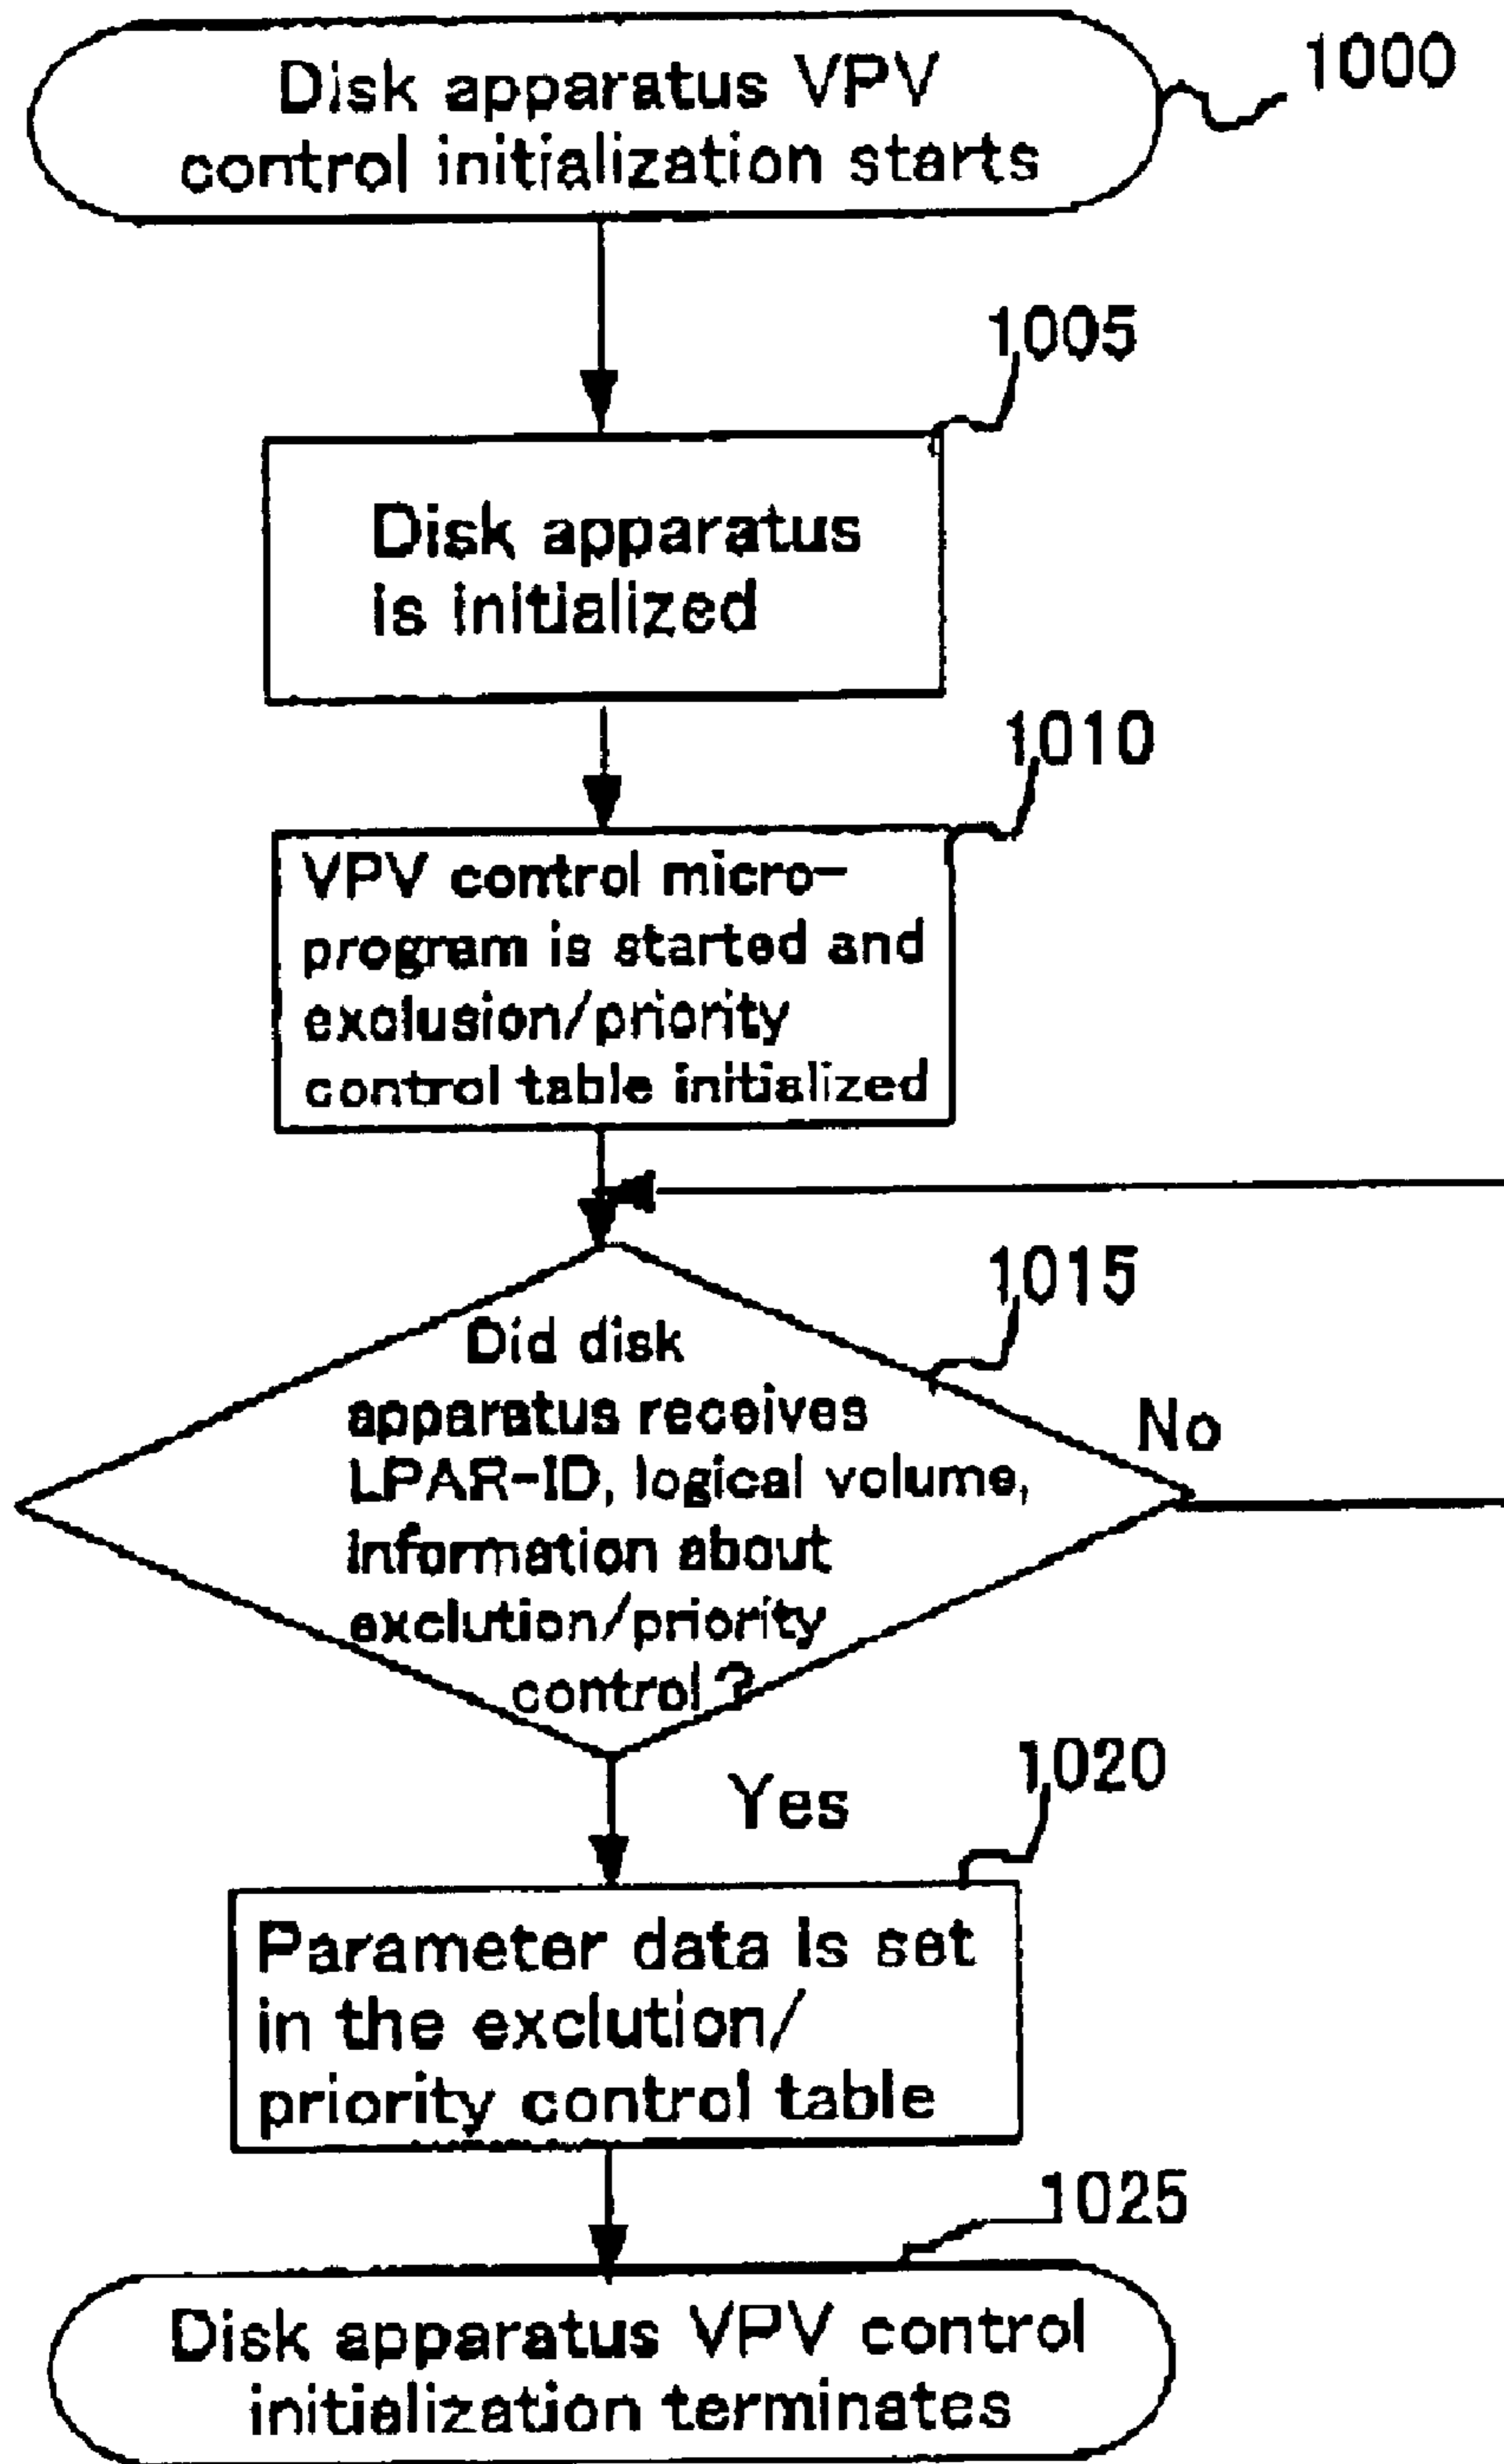 Disk apparatus VPV
control initialization starts
1000
1005
Disk apparatus
is initialized
1010
VPV control micro-
program is started and
exclusion/priority
control table initialized
1015
Did disk
apparatus receives
LPAR-ID, logical volume,
Information about
exclution/priority
control?
No
Yes
1020
Parameter data is set
in the exclution/
priority control table
1025
Disk apparatus VPV control
initialization terminates